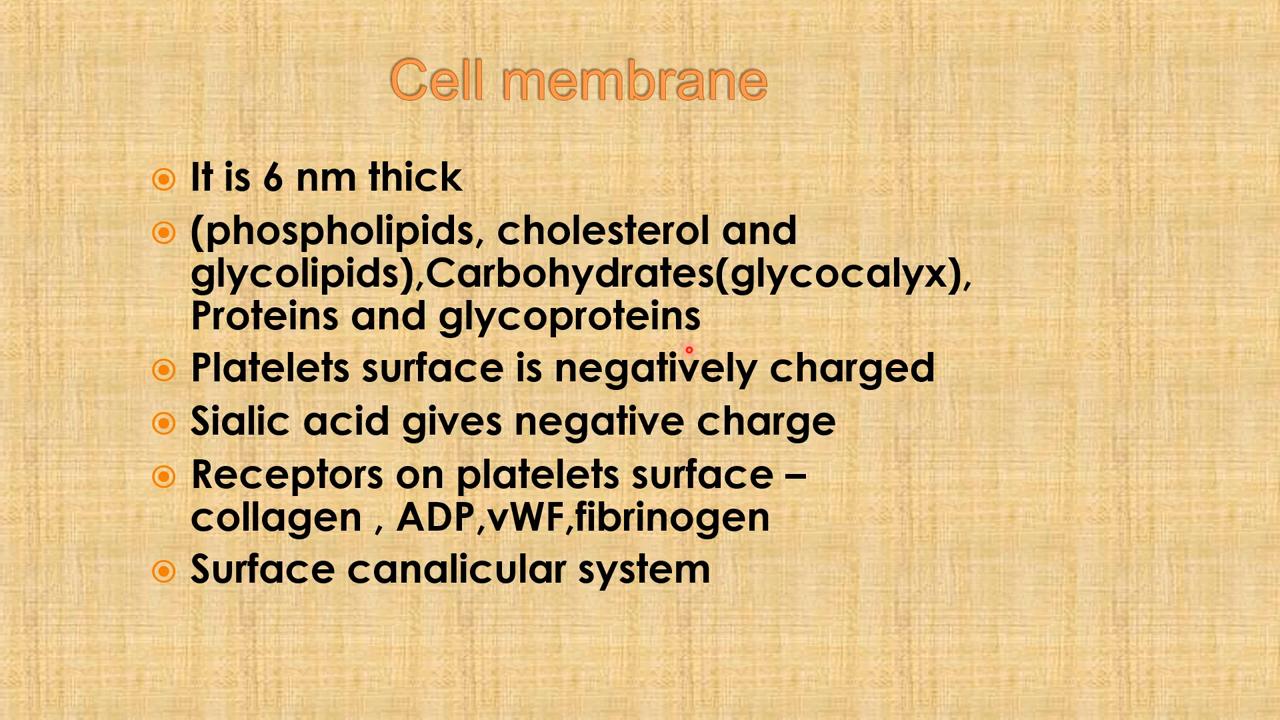 Cell membrane
It is 6 nm thick
(phospholipids, cholesterol and
glycolipids),Carbohydrates(glycocalyx),
Proteins and glycoproteins
Platelets surface is negatively charged
Sialic acid gives negative charge
Receptors on platelets surface –
collagen , ADP,vWF,fibrinogen
Surface canalicular system